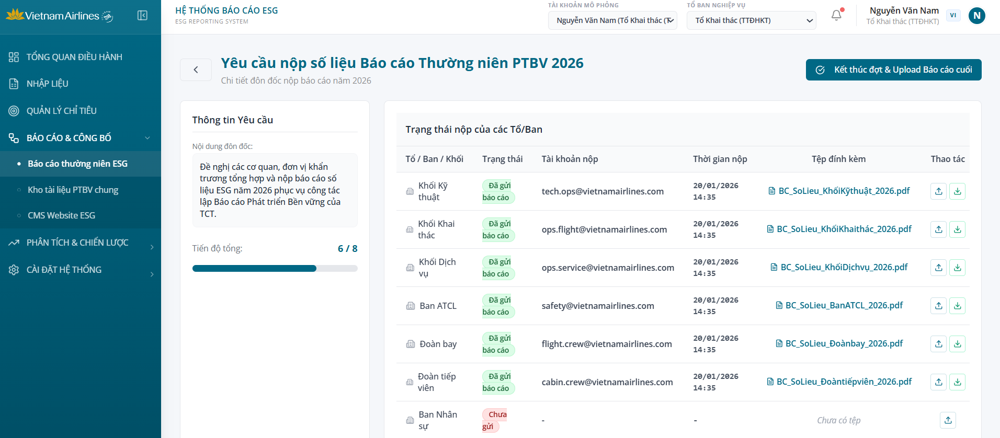 Vietnam Airlines
HỆ THỐNG BÁO CÁO ESG
ESG REPORTING SYSTEM
TÀI KHOẢN MÔ PHỎNG
Nguyễn Văn Nam (Tổ Khai thác (T
TỔ BAN NGHIỆP VỤ
Tổ Khai thác (TTĐHKT)
Nguyễn Văn Nam
Tổ Khai thác (TTĐHKT)
VI
N
TỔNG QUAN ĐIỀU HÀNH
NHẬP LIỆU
QUẢN LÝ CHỈ TIÊU
BÁO CÁO & CÔNG BỐ
Báo cáo thường niên ESG
Kho tài liệu PTBV chung
CMS Website ESG
PHÂN TÍCH & CHIẾN LƯỢC
CÀI ĐẶT HỆ THỐNG
Yêu cầu nộp số liệu Báo cáo Thường niên PTBV 2026
Chi tiết đôn đốc nộp báo cáo năm 2026
Kết thúc đợt & Upload Báo cáo cuối
Thông tin Yêu cầu
Nội dung đôn đốc:
Đề nghị các cơ quan, đơn vị khẩn
trương tổng hợp và nộp báo cáo số
liệu ESG năm 2026 phục vụ công tác
lập Báo cáo Phát triển Bền vững của
TCT.
Tiến độ tổng:
6 / 8
Trạng thái nộp của các Tổ/Ban
Tổ / Ban / Khối
Trạng thái
Tài khoản nộp
Thời gian nộp
Tệp đính kèm
Thao tác
Khối Kỹ
thuật
Đã gửi
báo cáo
tech.ops@vietnamairlines.com
20/01/2026
14:35
BC_SoLieu_KhốiKỹthuật_2026.pdf
Khối Khai
thác
Đã gửi
báo cáo
ops.flight@vietnamairlines.com
20/01/2026
14:35
BC_SoLieu_KhốiKhaithác_2026.pdf
Khối Dịch
vụ
Đã gửi
báo cáo
ops.service@vietnamairlines.com
20/01/2026
14:35
BC_SoLieu_KhốiDịchvụ_2026.pdf
Ban ATCL
Đã gửi
báo cáo
safety@vietnamairlines.com
20/01/2026
14:35
BC_SoLieu_BanATCL_2026.pdf
Đoàn bay
Đã gửi
báo cáo
flight.crew@vietnamairlines.com
20/01/2026
14:35
BC_SoLieu_Đoànbay_2026.pdf
Đoàn tiếp
viên
Đã gửi
báo cáo
cabin.crew@vietnamairlines.com
20/01/2026
14:35
BC_SoLieu_Đoàntiếpviên_2026.pdf
Ban Nhân
sự
Chưa
gửi
-
-
Chưa có tệp